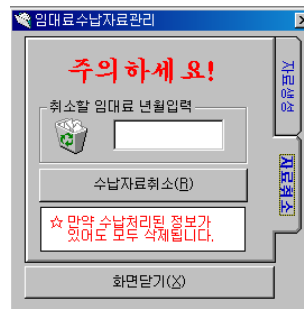 임대료수납자료관리
주의하세요!
취소할 임대료 년월입력
수납자료취소(R)
☆ 만약 수납처리된 정보가
있어도 모두 삭제됩니다.
화면닫기(X)
자료생성
자료취소